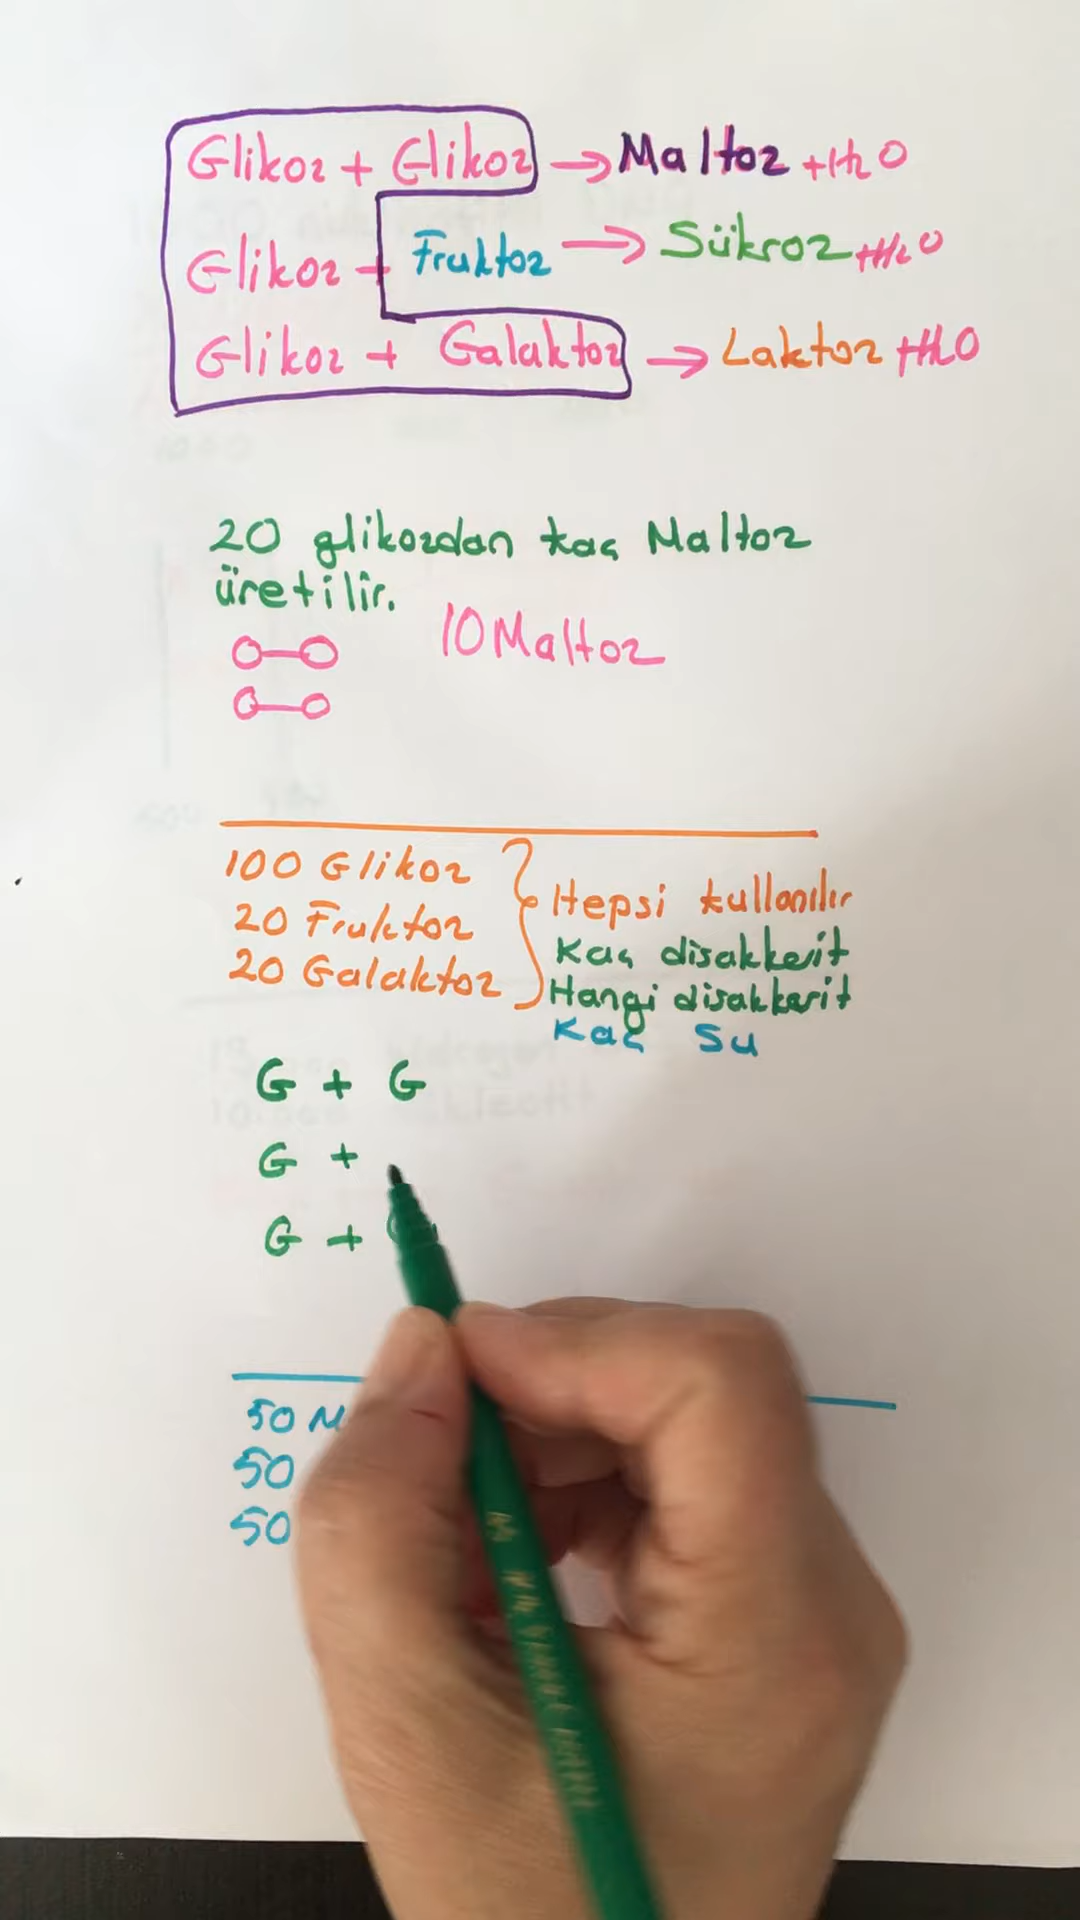 Glikoz + Glikoz → Maltoz + H2O
Glikoz + Fruktoz → Sükroz + H2O
Glikoz + Galaktoz → Laktoz + H2O
20 glikozdan kaç Maltoz
üretilir.
10 Maltoz
100 Glikoz
20 Fruktoz
20 Galaktoz
Hepsi kullanılır
Kaç disakkerit
Hangi disakkarit
Kaç Su
G + G
G +
G +
50 M
50
50